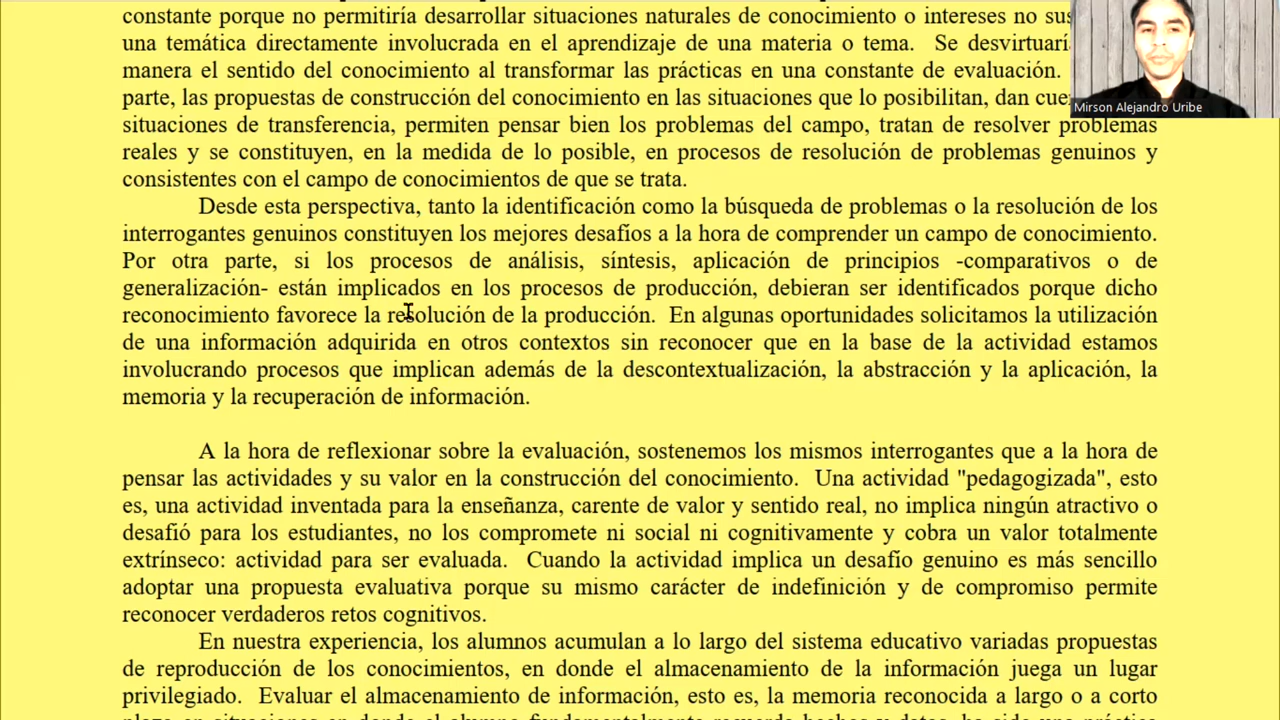 constante porque no permitiría desarrollar situaciones naturales de conocimiento o intereses no
una temática directamente involucrada en el aprendizaje de una materia o tema. Se
manera el sentido del conocimiento al transformar las prácticas en una constante de evaluación.
parte, las propuestas de construcción del conocimiento en las situaciones que lo posibilitan, dan
Mirson Alejandro Uribe
situaciones de transferencia, permiten pensar bien los problemas del campo, tratan de resolver problemas
reales y se constituyen, en la medida de lo posible, en procesos de resolución de problemas genuinos y
consistentes con el campo de conocimientos de que se trata.
Desde esta perspectiva, tanto la identificación como la búsqueda de problemas o la resolución de los
interrogantes genuinos constituyen los mejores desafíos a la hora de comprender un campo de conocimiento.
Por otra parte, si los procesos de análisis, síntesis, aplicación de principios -comparativos o de
generalización- están implicados en los procesos de producción, debieran ser identificados porque dicho
reconocimiento favorece la resolución de la producción. En algunas oportunidades solicitamos la utilización
de una información adquirida en otros contextos sin reconocer que en la base de la actividad estamos
involucrando procesos que implican además de la descontextualización, la abstracción y la aplicación, la
memoria y la recuperación de información.
A la hora de reflexionar sobre la evaluación, sostenemos los mismos interrogantes que a la hora de
pensar las actividades y su valor en la construcción del conocimiento. Una actividad "pedagogizada", esto
es, una actividad inventada para la enseñanza, carente de valor y sentido real, no implica ningún atractivo o
desafió para los estudiantes, no los compromete ni social ni cognitivamente y cobra un valor totalmente
extrínseco: actividad para ser evaluada. Cuando la actividad implica un desafío genuino es más sencillo
adoptar una propuesta evaluativa porque su mismo carácter de indefinición y de compromiso permite
reconocer verdaderos retos cognitivos.
En nuestra experiencia, los alumnos acumulan a lo largo del sistema educativo variadas propuestas
de reproducción de los conocimientos, en donde el almacenamiento de la información juega un lugar
privilegiado. Evaluar el almacenamiento de información, esto es, la memoria reconocida a largo o a corto